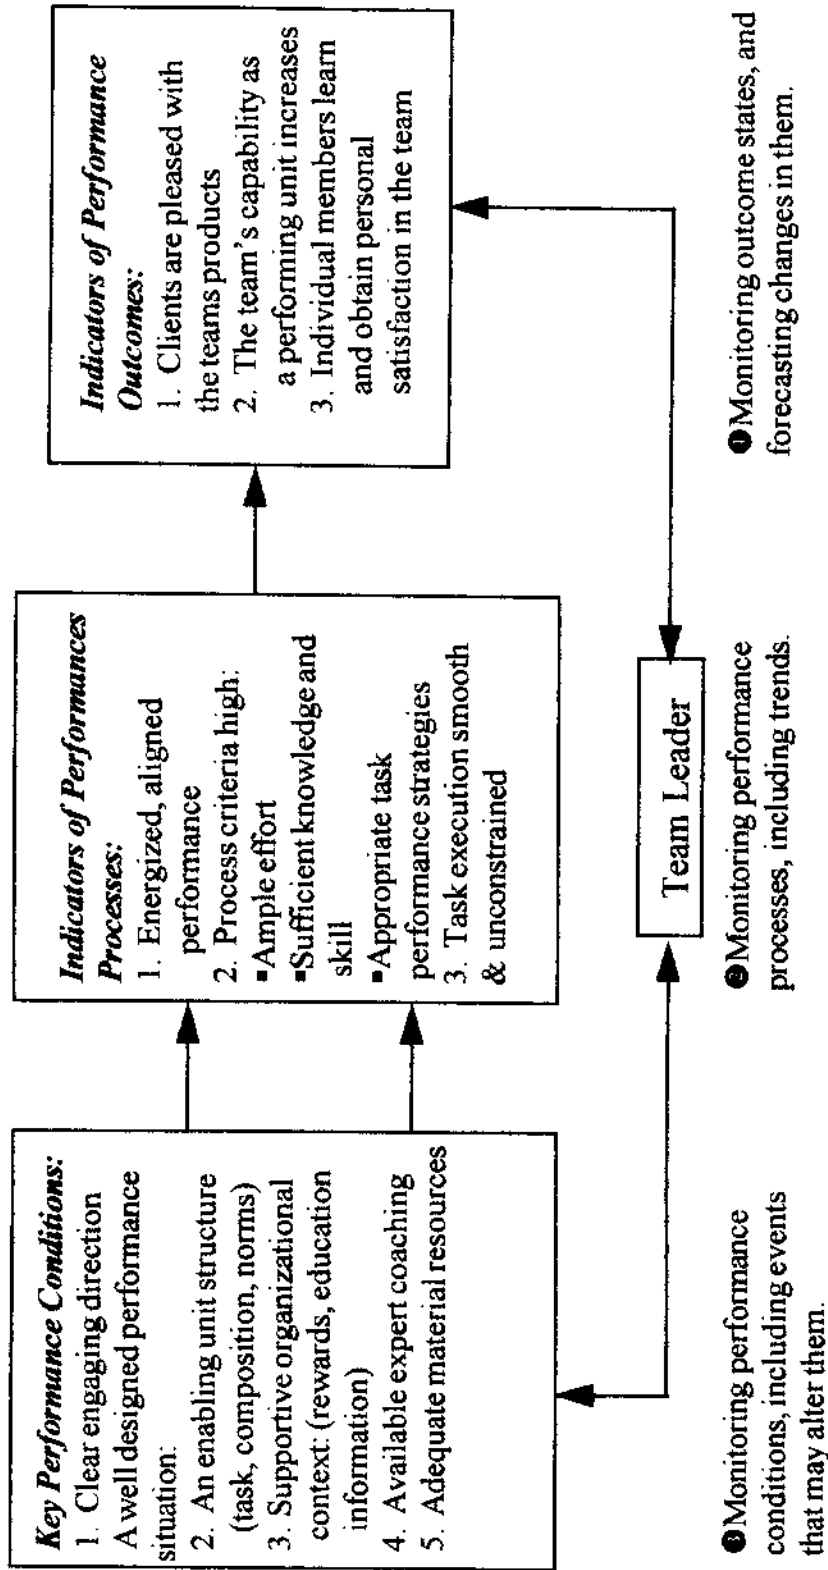 Key Performance Conditions:
1. Clear engaging direction
A well designed performance
situation:
2. An enabling unit structure
(task, composition, norms)
3. Supportive organizational
context: (rewards, education
information)
4. Available expert coaching
5. Adequate material resources
Indicators of Performances
Processes:
1. Energized, aligned
performance
2. Process criteria high:
▪Ample effort
▪Sufficient knowledge and
skill
▪Appropriate task
performance strategies
3. Task execution smooth
& unconstrained
Indicators of Performance
Outcomes:
1. Clients are pleased with
the teams products
2. The team's capability as
a performing unit increases
3. Individual members learn
and obtain personal
satisfaction in the team
Team Leader
❸Monitoring performance
conditions, including events
that may alter them.
❷Monitoring performance
processes, including trends.
❶Monitoring outcome states, and
forecasting changes in them.